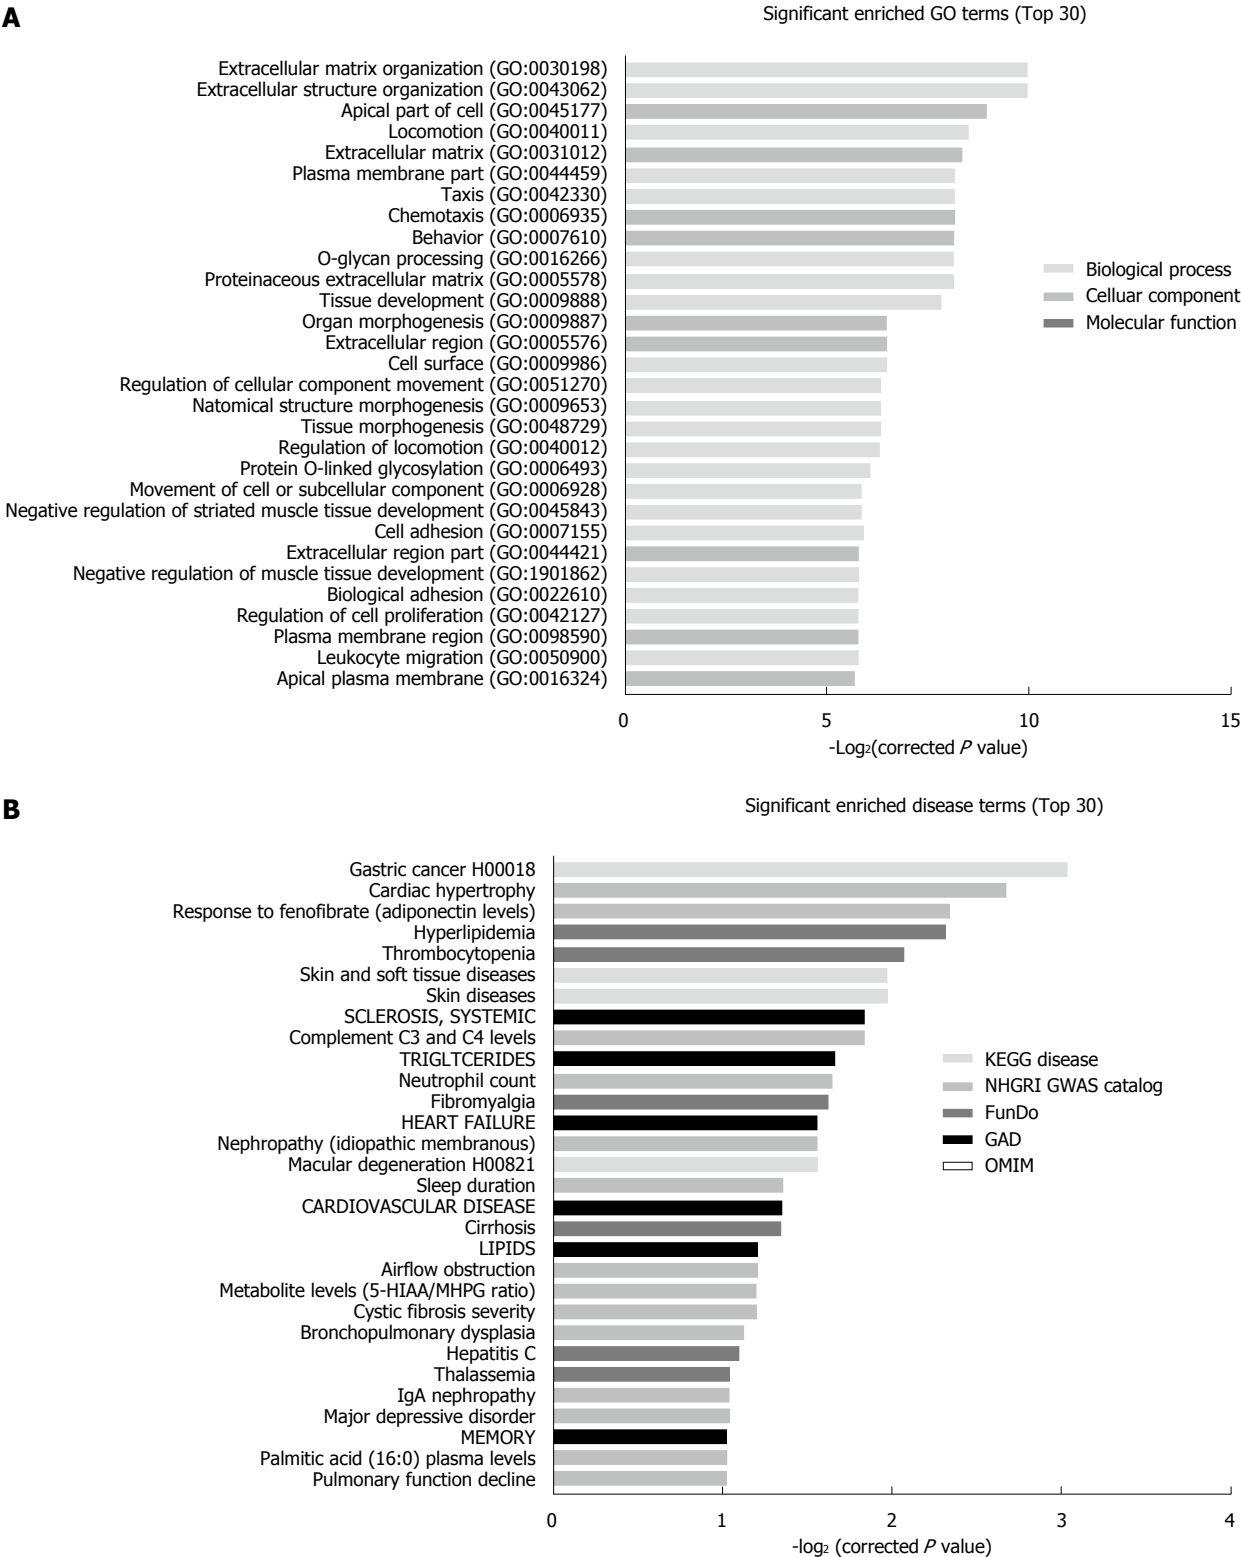 A
Significant enriched GO terms (Top 30)
Extracellular matrix organization (GO:0030198)
Extracellular structure organization (GO:0043062)
Apical part of cell (GO:0045177)
Locomotion (GO:0040011)
Extracellular matrix (GO:0031012)
Plasma membrane part (GO:0044459)
Taxis (GO:0042330)
Chemotaxis (GO:0006935)
Behavior (GO:0007610)
O-glycan processing (GO:0016266)
Proteinaceous extracellular matrix (GO:0005578)
Tissue development (GO:0009888)
Organ morphogenesis (GO:0009887)
Extracellular region (GO:0005576)
Cell surface (GO:0009986)
Regulation of cellular component movement (GO:0051270)
Natomical structure morphogenesis (GO:0009653)
Tissue morphogenesis (GO:0048729)
Regulation of locomotion (GO:0040012)
Protein O-linked glycosylation (GO:0006493)
Movement of cell or subcellular component (GO:0006928)
Negative regulation of striated muscle tissue development (GO:0045843)
Cell adhesion (GO:0007155)
Extracellular region part (GO:0044421)
Negative regulation of muscle tissue development (GO:1901862)
Biological adhesion (GO:0022610)
Regulation of cell proliferation (GO:0042127)
Plasma membrane region (GO:0098590)
Leukocyte migration (GO:0050900)
Apical plasma membrane (GO:0016324)
Biological process
Celluar component
Molecular function
0 5 10 15
-Log2(corrected P value)
B
Significant enriched disease terms (Top 30)
Gastric cancer H00018
Cardiac hypertrophy
Response to fenofibrate (adiponectin levels)
Hyperlipidemia
Thrombocytopenia
Skin and soft tissue diseases
Skin diseases
SCLEROSIS, SYSTEMIC
Complement C3 and C4 levels
TRIGLTCERIDES
Neutrophil count
Fibromyalgia
HEART FAILURE
Nephropathy (idiopathic membranous)
Macular degeneration H00821
Sleep duration
CARDIOVASCULAR DISEASE
Cirrhosis
LIPIDS
Airflow obstruction
Metabolite levels (5-HIAA/MHPG ratio)
Cystic fibrosis severity
Bronchopulmonary dysplasia
Hepatitis C
Thalassemia
IgA nephropathy
Major depressive disorder
MEMORY
Palmitic acid (16:0) plasma levels
Pulmonary function decline
KEGG disease
NHGRI GWAS catalog
FunDo
GAD
OMIM
0 1 2 3 4
-log2 (corrected P value)